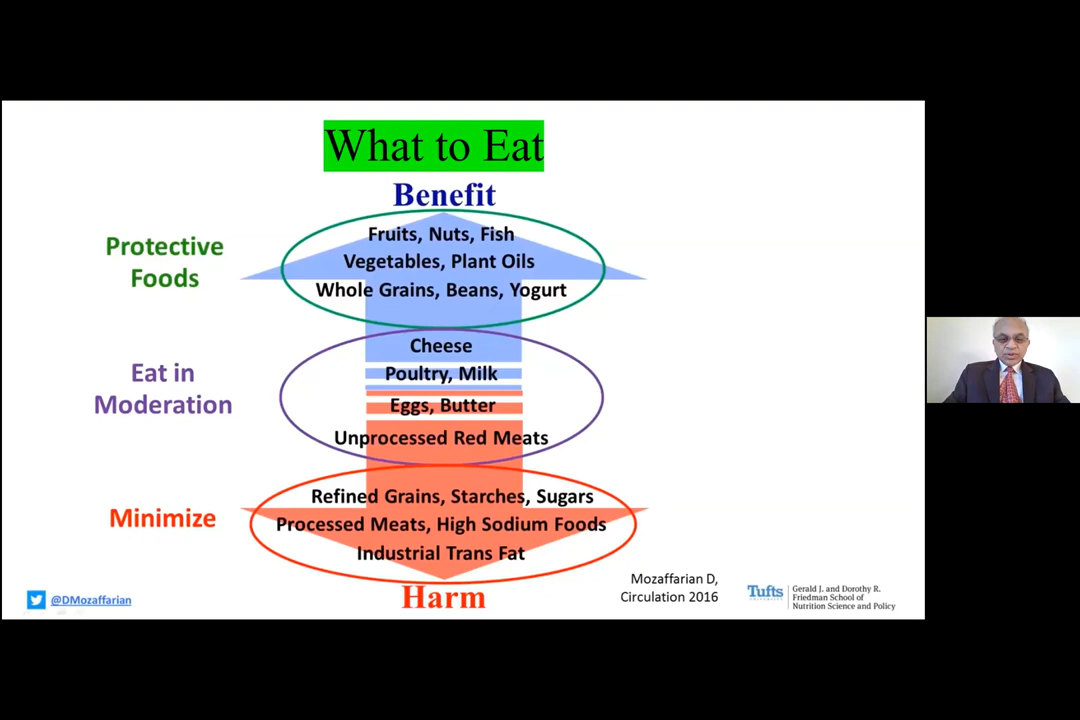 What to Eat
Benefit
Protective
Foods
Fruits, Nuts, Fish
Vegetables, Plant Oils
Whole Grains, Beans, Yogurt
Eat in
Moderation
Cheese
Poultry, Milk
Eggs, Butter
Unprocessed Red Meats
Minimize
Refined Grains, Starches, Sugars
Processed Meats, High Sodium Foods
Industrial Trans Fat
Harm
@DMozaffarian
Mozaffarian D,
Circulation 2016
Tufts
UNIVERSITY
Gerald J. and Dorothy R.
Friedman School of
Nutrition Science and Policy